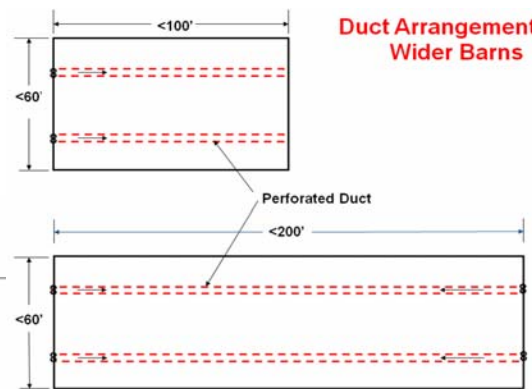 <100'
Duct Arrangement
Wider Barns
<60'
Perforated Duct
<200'
<60'